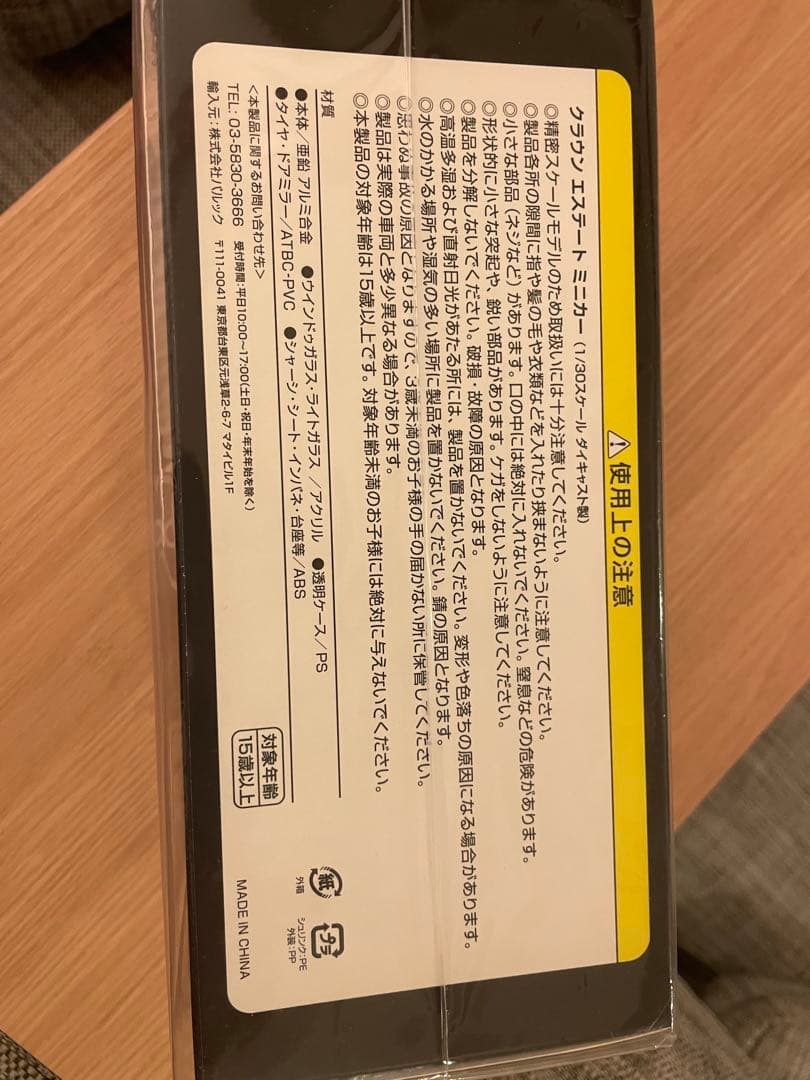 ⚠使用上の注意
クラウン エステート ミニカー (1/30スケール ダイキャスト製)
◎精密スケールモデルのため取扱いには十分注意してください。
◎製品各所の隙間に指や髪の毛や衣類などを入れたり挟まないように注意してください。
◎小さな部品 (ネジなど) があります。口の中には絶対に入れないでください。窒息などの危険があります。
◎形状的に小さな突起や、鋭い部品があります。ケガをしないように注意してください。
◎製品を分解しないでください。破損・故障の原因となります。
◎高温多湿および直射日光があたる所には、製品を置かないでください。変形や色落ちの原因になる場合があります。
◎水のかかる場所や湿気の多い場所に製品を置かないでください。錆の原因となります。
◎思わぬ事故の原因となりますので、3歳未満のお子様の手の届かない所に保管してください。
◎製品は実際の車両と多少異なる場合があります。
◎本製品の対象年齢は15歳以上です。対象年齢未満のお子様には絶対に与えないでください。
材質
●本体/亜鉛 アルミ合金 ●ウインドゥガラス・ライトガラス /アクリル ●透明ケース/PS
●タイヤ・ドアミラー/ATBC-PVC ●シャーシ・シート・インパネ・台座等/ABS
<本製品に関するお問い合わせ先>
TEL: 03-5830-3666 受付時間:平日10:00~17:00(土日・祝日・年末年始を除く)
輸入元:株式会社パルック 〒111-0041 東京都台東区元浅草2-6-7 マタイビル1F
対象年齢
15歳以上
紙
外箱
プラ
シュリンク:PE
外装:PP
MADE IN CHINA